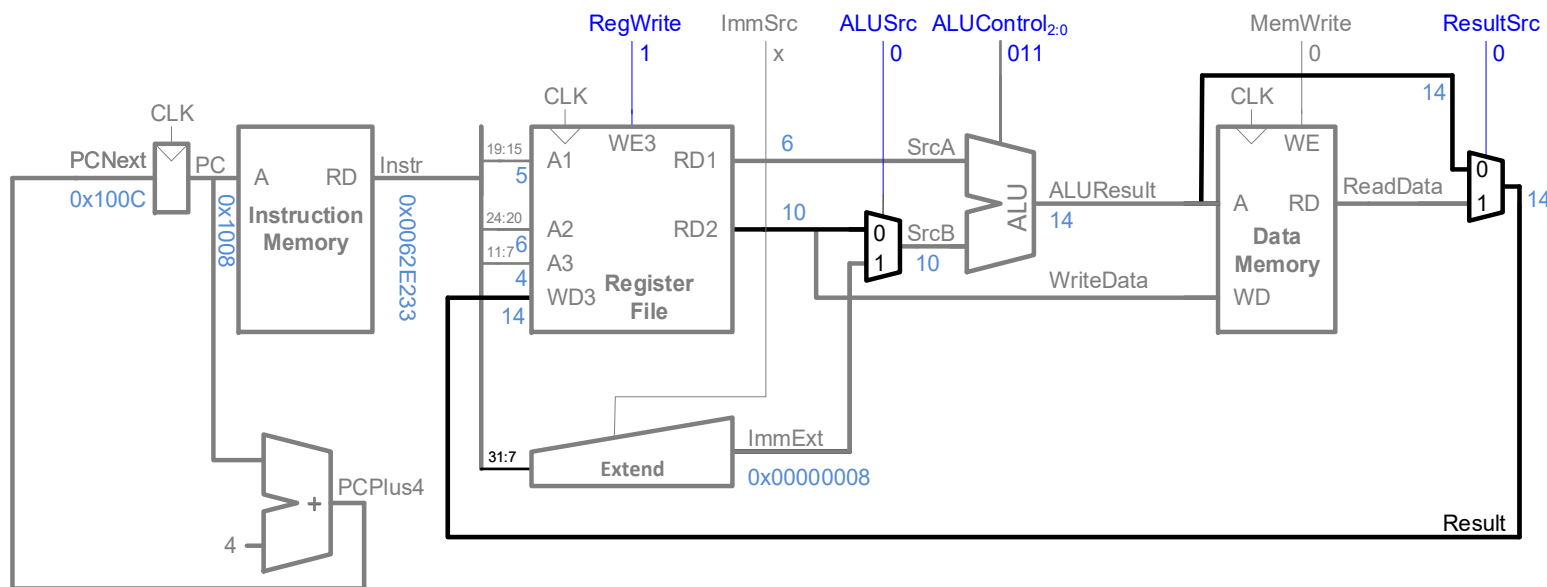 RegWrite
1
ImmSrc
x
ALUSrc
0
ALUControl2:0
011
MemWrite
0
ResultSrc
0
PCNext
0x100C
CLK
PC
0x1008
A
RD
Instruction
Memory
Instr
0x0062E233
19:15
5
24:20
6
11:7
4
14
CLK
WE3
A1
RD1
A2
RD2
A3
WD3
Register
File
6
10
0
1
SrcA
SrcB
10
ALU
ALUResult
14
WriteData
14
CLK
WE
A
RD
Data
Memory
WD
ReadData
0
1
14
31:7
Extend
ImmExt
0x00000008
4
+
PCPlus4
Result